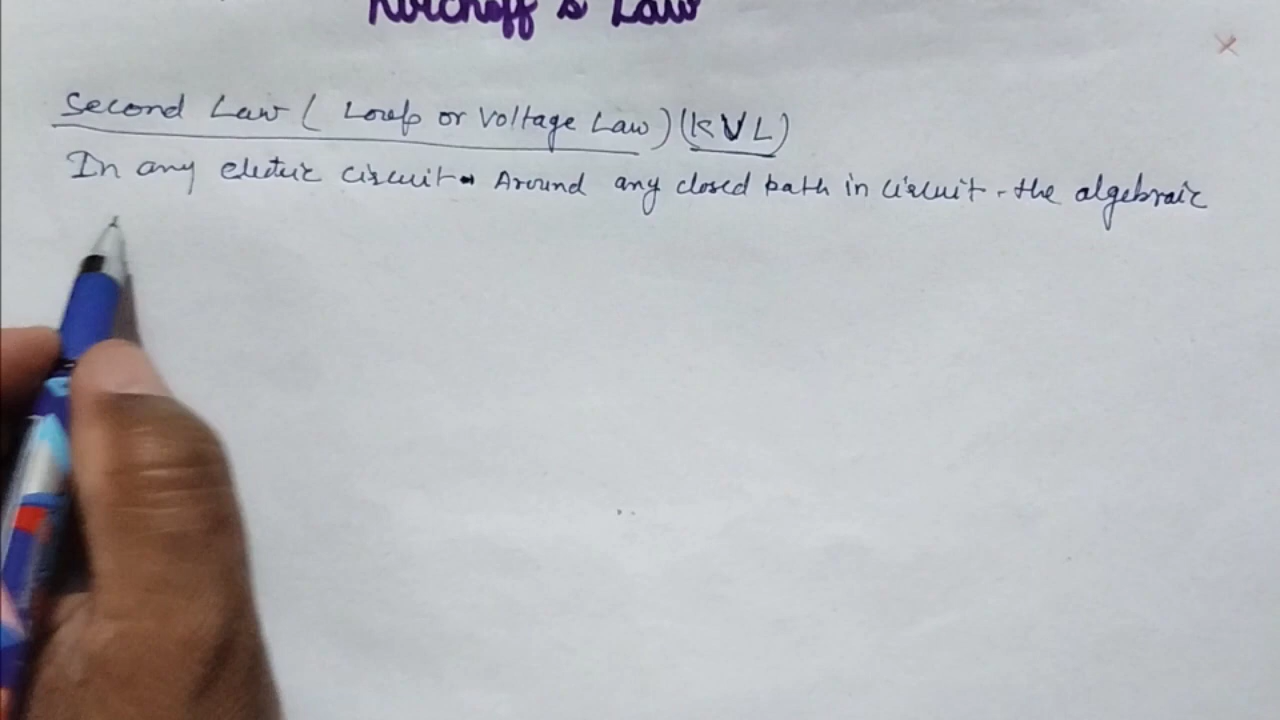 Kirchoff's Law
Second Law ( Loop or Voltage Law ) (KVL)
In any electric circuit Around any closed path in circuit - the algebraic